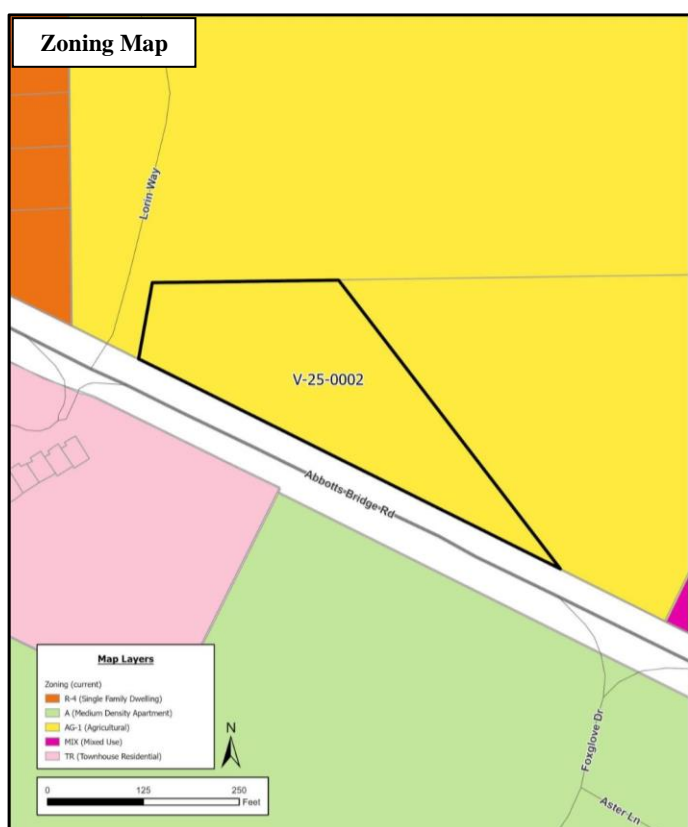 Zoning Map
Lorin Way
V-25-0002
Abbotts Bridge Rd
Map Layers
Zoning (current)
R-4 (Single Family Dwelling)
A (Medium Density Apartment)
AG-1 (Agricultural)
MIX (Mixed Use)
TR (Townhouse Residential)
N
0 125 250
Feet
Foxglove Dr
Aster Ln